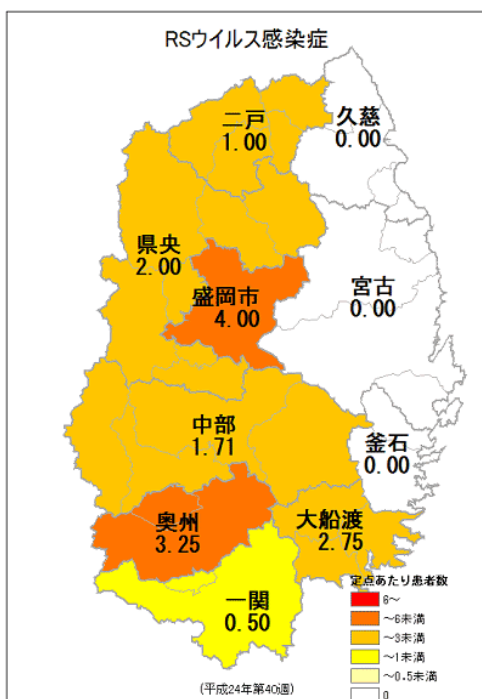 RSウイルス感染症
久慈
0.00
二戸
1.00
県央
2.00
盛岡市
4.00
宮古
0.00
中部
1.71
釜石
0.00
奥州
3.25
大船渡
2.75
一関
0.50
定点あたり患者数
6～
～6未満
～3未満
～1未満
～0.5未満
0
(平成24年第40週)